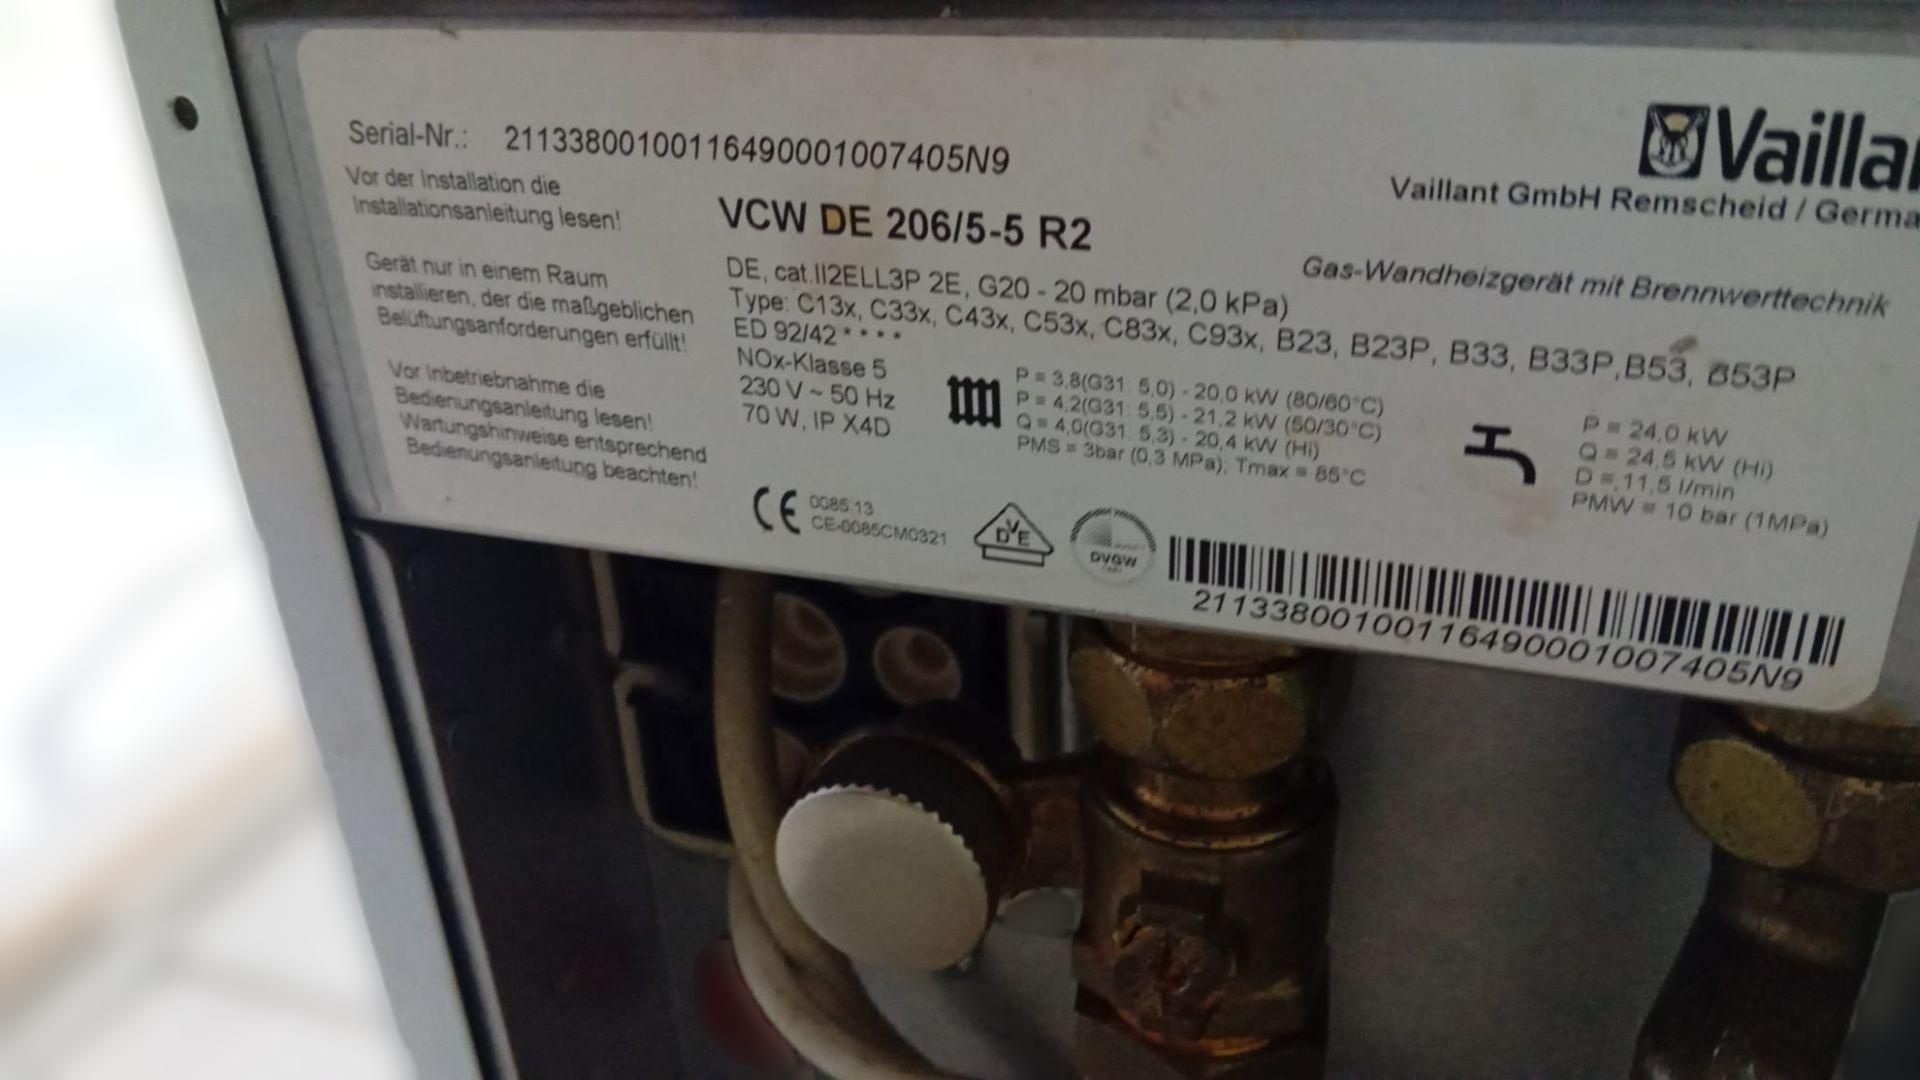 Serial-Nr.: 21133800100116490001007405N9
Vor der Installation die
Installationsanleitung lesen!
Gerät nur in einem Raum
installieren, der die maßgeblichen
Belüftungsanforderungen erfüllt!
Vor Inbetriebnahme die
Bedienungsanleitung lesen!
Warnungshinweise entsprechend
Bedienungsanleitung beachten!
Vaillan
Vaillant GmbH Remscheid / Germa
VCW DE 206/5-5 R2
Gas-Wandheizgerät mit Brennwerttechnik
DE, cat.II2ELL3P 2E, G20 - 20 mbar (2,0 kPa)
Type: C13x, C33x, C43x, C53x, C83x, C93x, B23, B23P, B33, B33P,B53, B53P
ED 92/42 * * * *
NOx-Klasse 5
230 V ~ 50 Hz
70 W, IP X4D
P = 3,8(G31: 5,0) - 20,0 kW (80/60°C)
P = 4,2(G31: 5,5) - 21,2 kW (50/30°C)
Q = 4,0(G31: 5,3) - 20,4 kW (Hi)
PMS = 3bar (0,3 MPa); Tmax = 85°C
P = 24,0 kW
Q = 24,5 kW (Hi)
D = 11,5 l/min
PMW = 10 bar (1MPa)
CE 0085 13
CE-0085CM0321
DVE
DVGW
21133800100116490001007405N9